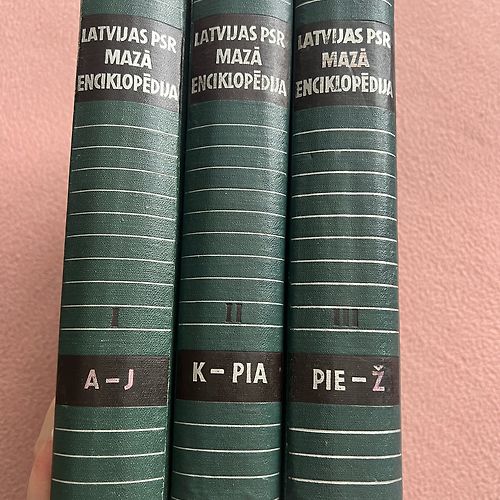 LATVIJAS PSR
MAZĀ
ENCIKLOPĒDIJA
I
A – J
LATVIJAS PSR
MAZĀ
ENCIKLOPĒDIJA
II
K – PIA
LATVIJAS PSR
MAZĀ
ENCIKLOPĒDIJA
III
PIE – Ž